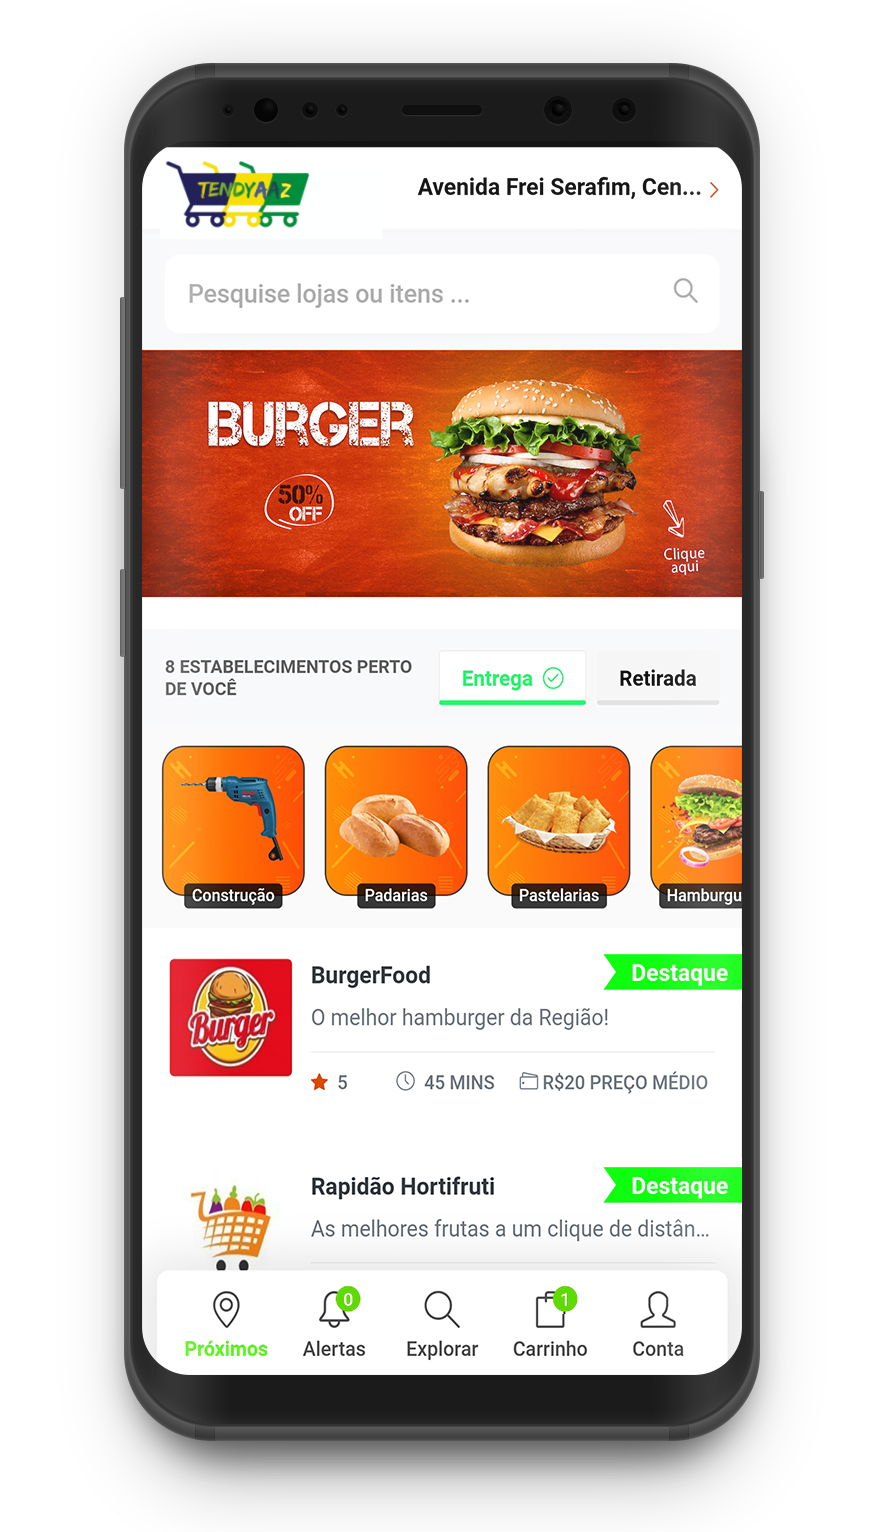 TENDYAAZ
Avenida Frei Serafim, Cen...
Pesquise lojas ou itens ...
BURGER
50%
OFF
Clique
aqui
8 ESTABELECIMENTOS PERTO
DE VOCÊ
Entrega
Retirada
Construção
Padarias
Pastelarias
Hamburgu
BurgerFood
Destaque
Burger
O melhor hamburger da Região!
5
45 MINS
R$20 PREÇO MÉDIO
Rapidão Hortifruti
Destaque
As melhores frutas a um clique de distân...
0
1
Próximos
Alertas
Explorar
Carrinho
Conta